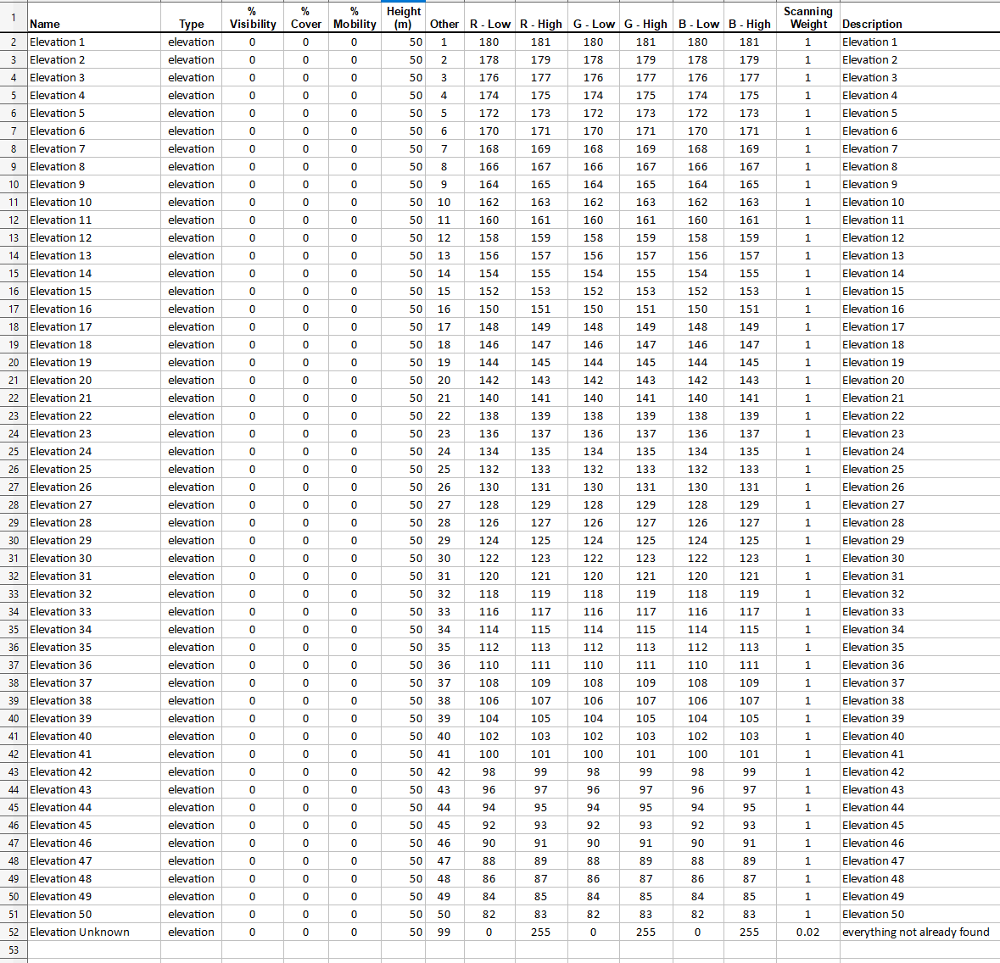 1 Name Type % Visibility % Cover % Mobility Height (m) Other R - Low R - High G - Low G - High B - Low B - High Scanning Weight Description
2 Elevation 1 elevation 0 0 0 50 1 180 181 180 181 180 181 1 Elevation 1
3 Elevation 2 elevation 0 0 0 50 2 178 179 178 179 178 179 1 Elevation 2
4 Elevation 3 elevation 0 0 0 50 3 176 177 176 177 176 177 1 Elevation 3
5 Elevation 4 elevation 0 0 0 50 4 174 175 174 175 174 175 1 Elevation 4
6 Elevation 5 elevation 0 0 0 50 5 172 173 172 173 172 173 1 Elevation 5
7 Elevation 6 elevation 0 0 0 50 6 170 171 170 171 170 171 1 Elevation 6
8 Elevation 7 elevation 0 0 0 50 7 168 169 168 169 168 169 1 Elevation 7
9 Elevation 8 elevation 0 0 0 50 8 166 167 166 167 166 167 1 Elevation 8
10 Elevation 9 elevation 0 0 0 50 9 164 165 164 165 164 165 1 Elevation 9
11 Elevation 10 elevation 0 0 0 50 10 162 163 162 163 162 163 1 Elevation 10
12 Elevation 11 elevation 0 0 0 50 11 160 161 160 161 160 161 1 Elevation 11
13 Elevation 12 elevation 0 0 0 50 12 158 159 158 159 158 159 1 Elevation 12
14 Elevation 13 elevation 0 0 0 50 13 156 157 156 157 156 157 1 Elevation 13
15 Elevation 14 elevation 0 0 0 50 14 154 155 154 155 154 155 1 Elevation 14
16 Elevation 15 elevation 0 0 0 50 15 152 153 152 153 152 153 1 Elevation 15
17 Elevation 16 elevation 0 0 0 50 16 150 151 150 151 150 151 1 Elevation 16
18 Elevation 17 elevation 0 0 0 50 17 148 149 148 149 148 149 1 Elevation 17
19 Elevation 18 elevation 0 0 0 50 18 146 147 146 147 146 147 1 Elevation 18
20 Elevation 19 elevation 0 0 0 50 19 144 145 144 145 144 145 1 Elevation 19
21 Elevation 20 elevation 0 0 0 50 20 142 143 142 143 142 143 1 Elevation 20
22 Elevation 21 elevation 0 0 0 50 21 140 141 140 141 140 141 1 Elevation 21
23 Elevation 22 elevation 0 0 0 50 22 138 139 138 139 138 139 1 Elevation 22
24 Elevation 23 elevation 0 0 0 50 23 136 137 136 137 136 137 1 Elevation 23
25 Elevation 24 elevation 0 0 0 50 24 134 135 134 135 134 135 1 Elevation 24
26 Elevation 25 elevation 0 0 0 50 25 132 133 132 133 132 133 1 Elevation 25
27 Elevation 26 elevation 0 0 0 50 26 130 131 130 131 130 131 1 Elevation 26
28 Elevation 27 elevation 0 0 0 50 27 128 129 128 129 128 129 1 Elevation 27
29 Elevation 28 elevation 0 0 0 50 28 126 127 126 127 126 127 1 Elevation 28
30 Elevation 29 elevation 0 0 0 50 29 124 125 124 125 124 125 1 Elevation 29
31 Elevation 30 elevation 0 0 0 50 30 122 123 122 123 122 123 1 Elevation 30
32 Elevation 31 elevation 0 0 0 50 31 120 121 120 121 120 121 1 Elevation 31
33 Elevation 32 elevation 0 0 0 50 32 118 119 118 119 118 119 1 Elevation 32
34 Elevation 33 elevation 0 0 0 50 33 116 117 116 117 116 117 1 Elevation 33
35 Elevation 34 elevation 0 0 0 50 34 114 115 114 115 114 115 1 Elevation 34
36 Elevation 35 elevation 0 0 0 50 35 112 113 112 113 112 113 1 Elevation 35
37 Elevation 36 elevation 0 0 0 50 36 110 111 110 111 110 111 1 Elevation 36
38 Elevation 37 elevation 0 0 0 50 37 108 109 108 109 108 109 1 Elevation 37
39 Elevation 38 elevation 0 0 0 50 38 106 107 106 107 106 107 1 Elevation 38
40 Elevation 39 elevation 0 0 0 50 39 104 105 104 105 104 105 1 Elevation 39
41 Elevation 40 elevation 0 0 0 50 40 102 103 102 103 102 103 1 Elevation 40
42 Elevation 41 elevation 0 0 0 50 41 100 101 100 101 100 101 1 Elevation 41
43 Elevation 42 elevation 0 0 0 50 42 98 99 98 99 98 99 1 Elevation 42
44 Elevation 43 elevation 0 0 0 50 43 96 97 96 97 96 97 1 Elevation 43
45 Elevation 44 elevation 0 0 0 50 44 94 95 94 95 94 95 1 Elevation 44
46 Elevation 45 elevation 0 0 0 50 45 92 93 92 93 92 93 1 Elevation 45
47 Elevation 46 elevation 0 0 0 50 46 90 91 90 91 90 91 1 Elevation 46
48 Elevation 47 elevation 0 0 0 50 47 88 89 88 89 88 89 1 Elevation 47
49 Elevation 48 elevation 0 0 0 50 48 86 87 86 87 86 87 1 Elevation 48
50 Elevation 49 elevation 0 0 0 50 49 84 85 84 85 84 85 1 Elevation 49
51 Elevation 50 elevation 0 0 0 50 50 82 83 82 83 82 83 1 Elevation 50
52 Elevation Unknown elevation 0 0 0 50 99 0 255 0 255 0 255 0.02 everything not already found
53